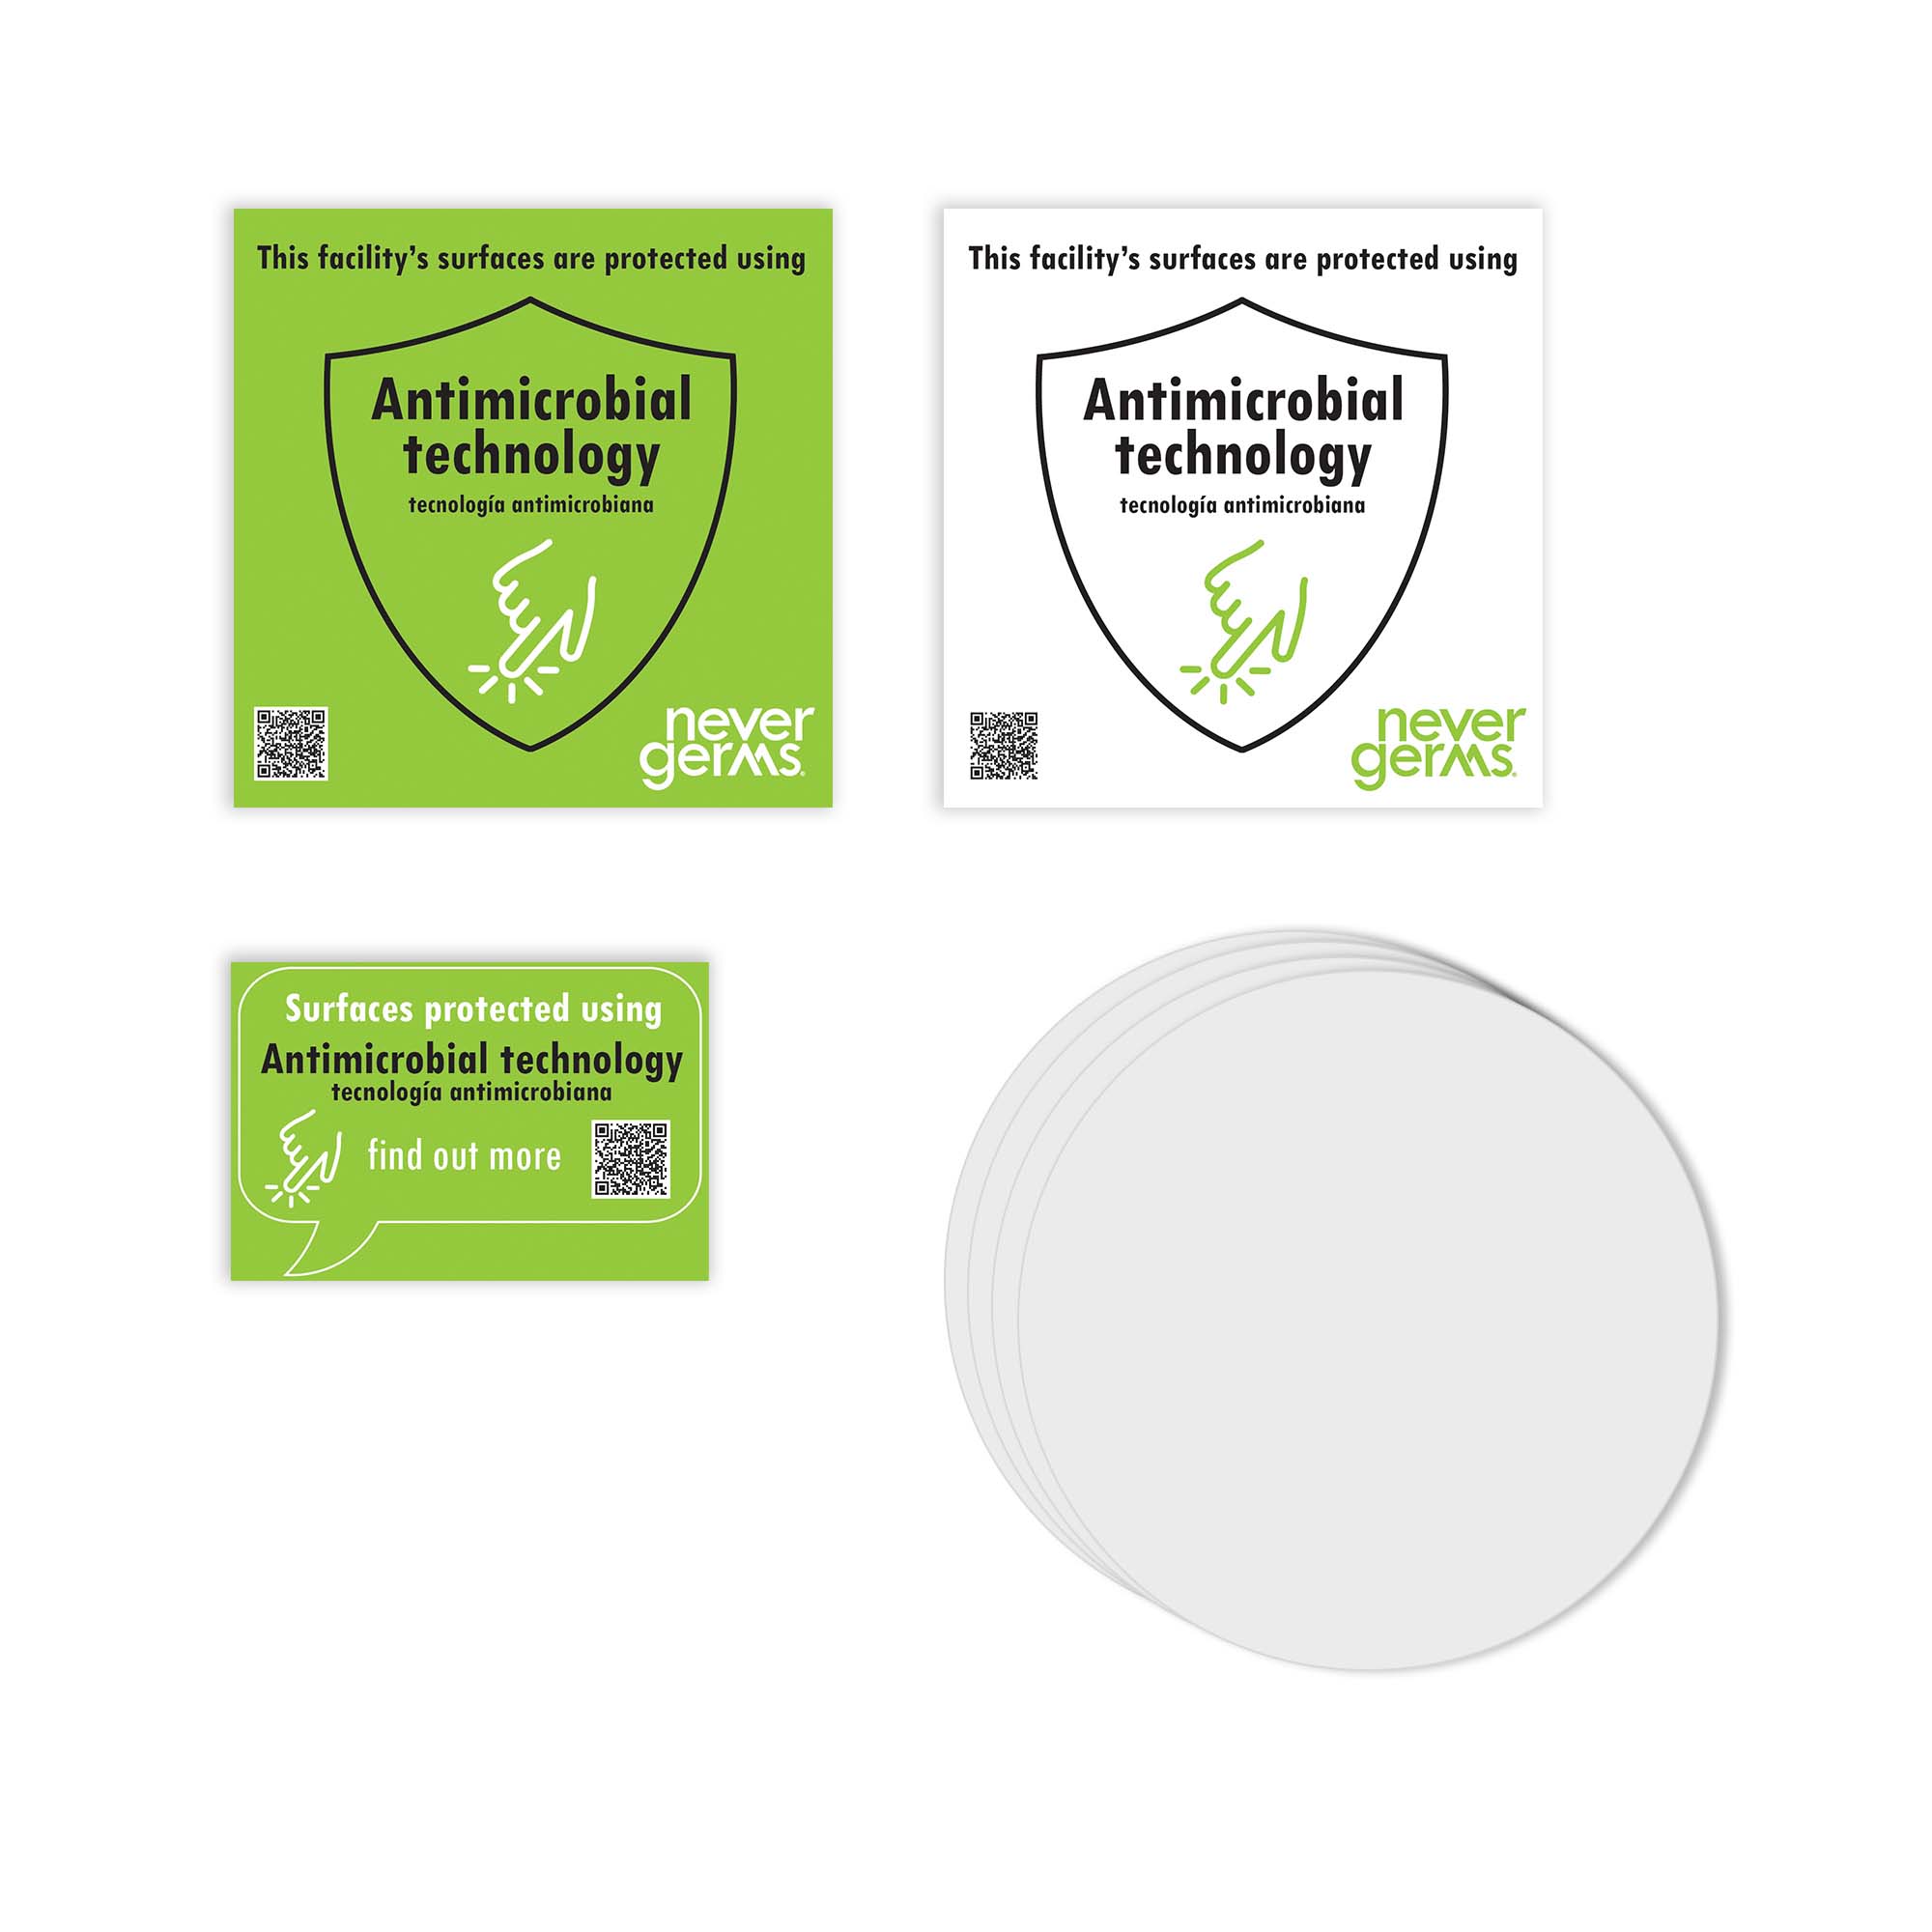 This facility’s surfaces are protected using
Antimicrobial
technology
tecnología antimicrobiana
never
germs®
This facility’s surfaces are protected using
Antimicrobial
technology
tecnología antimicrobiana
never
germs®
Surfaces protected using
Antimicrobial technology
tecnología antimicrobiana
find out more